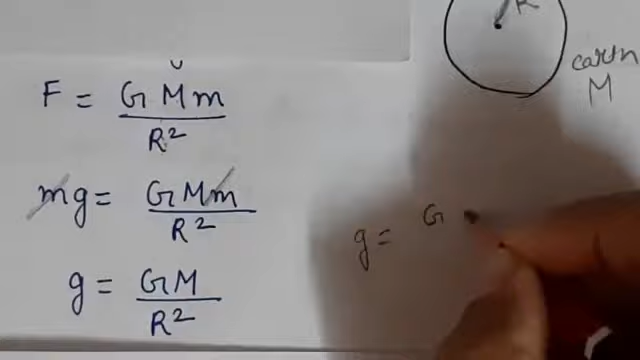 R
earth
M
F = GMm / R²
mg = GMm / R²
g = GM / R²
g = G